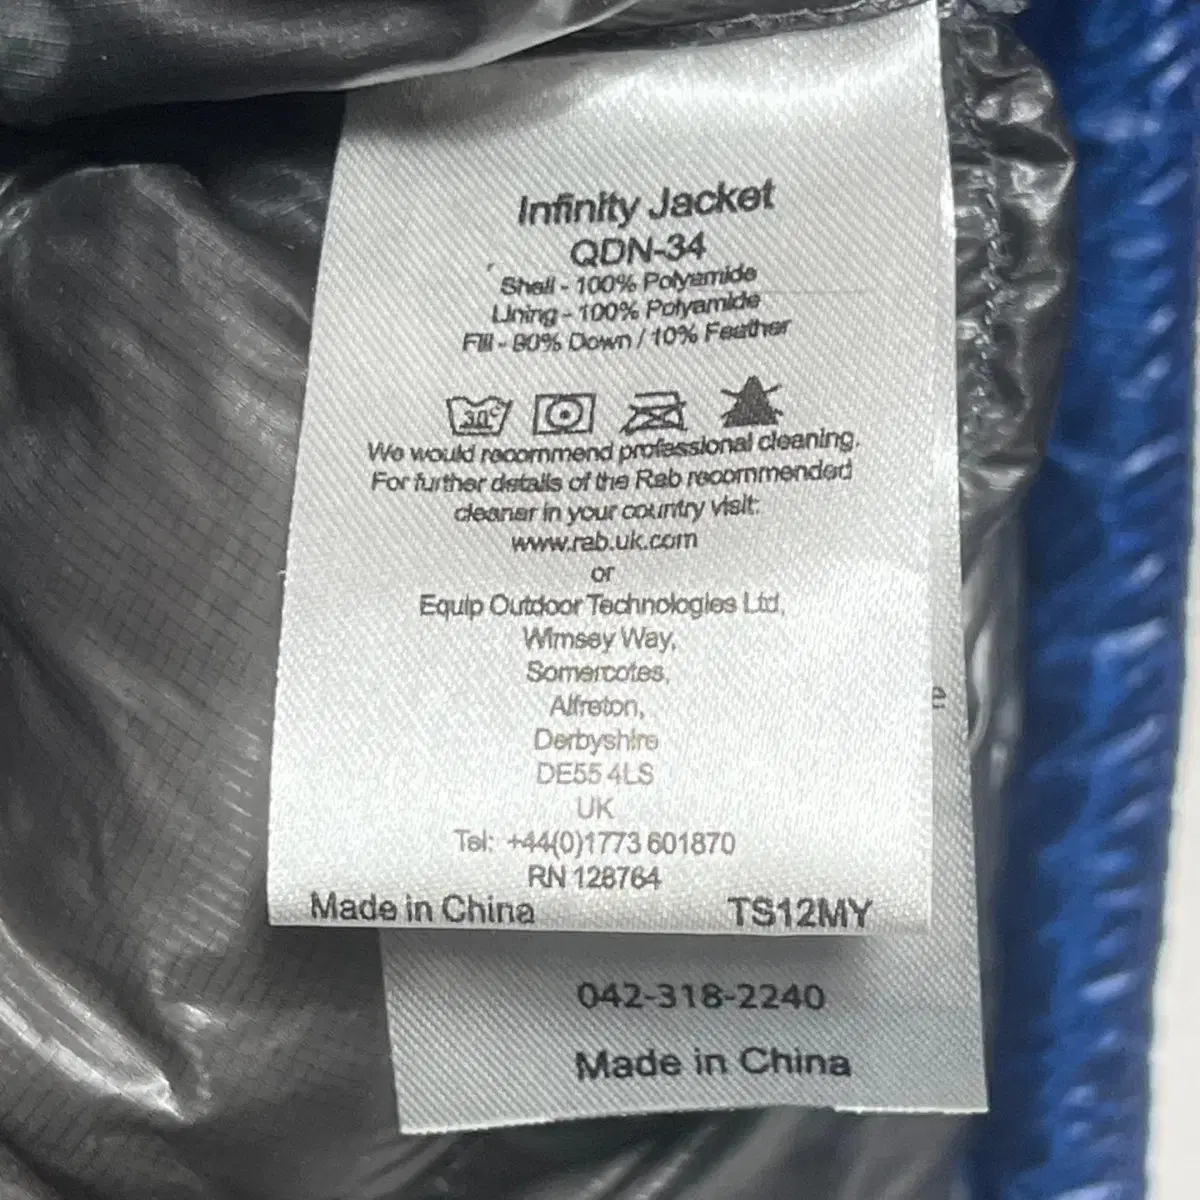 Infinity Jacket
QDN-34
Shell - 100% Polyamide
Lining - 100% Polyamide
Fill - 90% Down / 10% Feather
30°
We would recommend professional cleaning.
For further details of the Rab recommended
cleaner in your country visit:
www.rab.uk.com
or
Equip Outdoor Technologies Ltd,
Wimsey Way,
Somercotes,
Alfreton,
Derbyshire
DE55 4LS
UK
Tel: +44(0)1773 601870
RN 128764
Made in China TS12MY
e
042-318-2240
Made in China